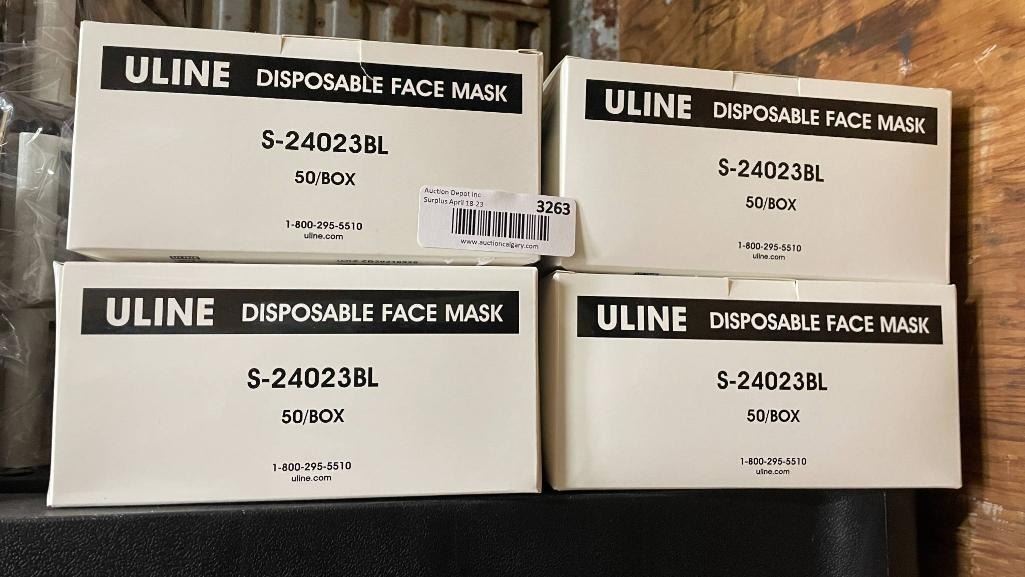 ULINE DISPOSABLE FACE MASK
S-24023BL
50/BOX
1-800-295-5510
uline.com
Auction Depot Inc
Surplus April 18-23
3263
www.auctioncalgary.com
ULINE DISPOSABLE FACE MASK
S-24023BL
50/BOX
1-800-295-5510
uline.com
ULINE DISPOSABLE FACE MASK
S-24023BL
50/BOX
1-800-295-5510
uline.com
ULINE DISPOSABLE FACE MASK
S-24023BL
50/BOX
1-800-295-5510
uline.com